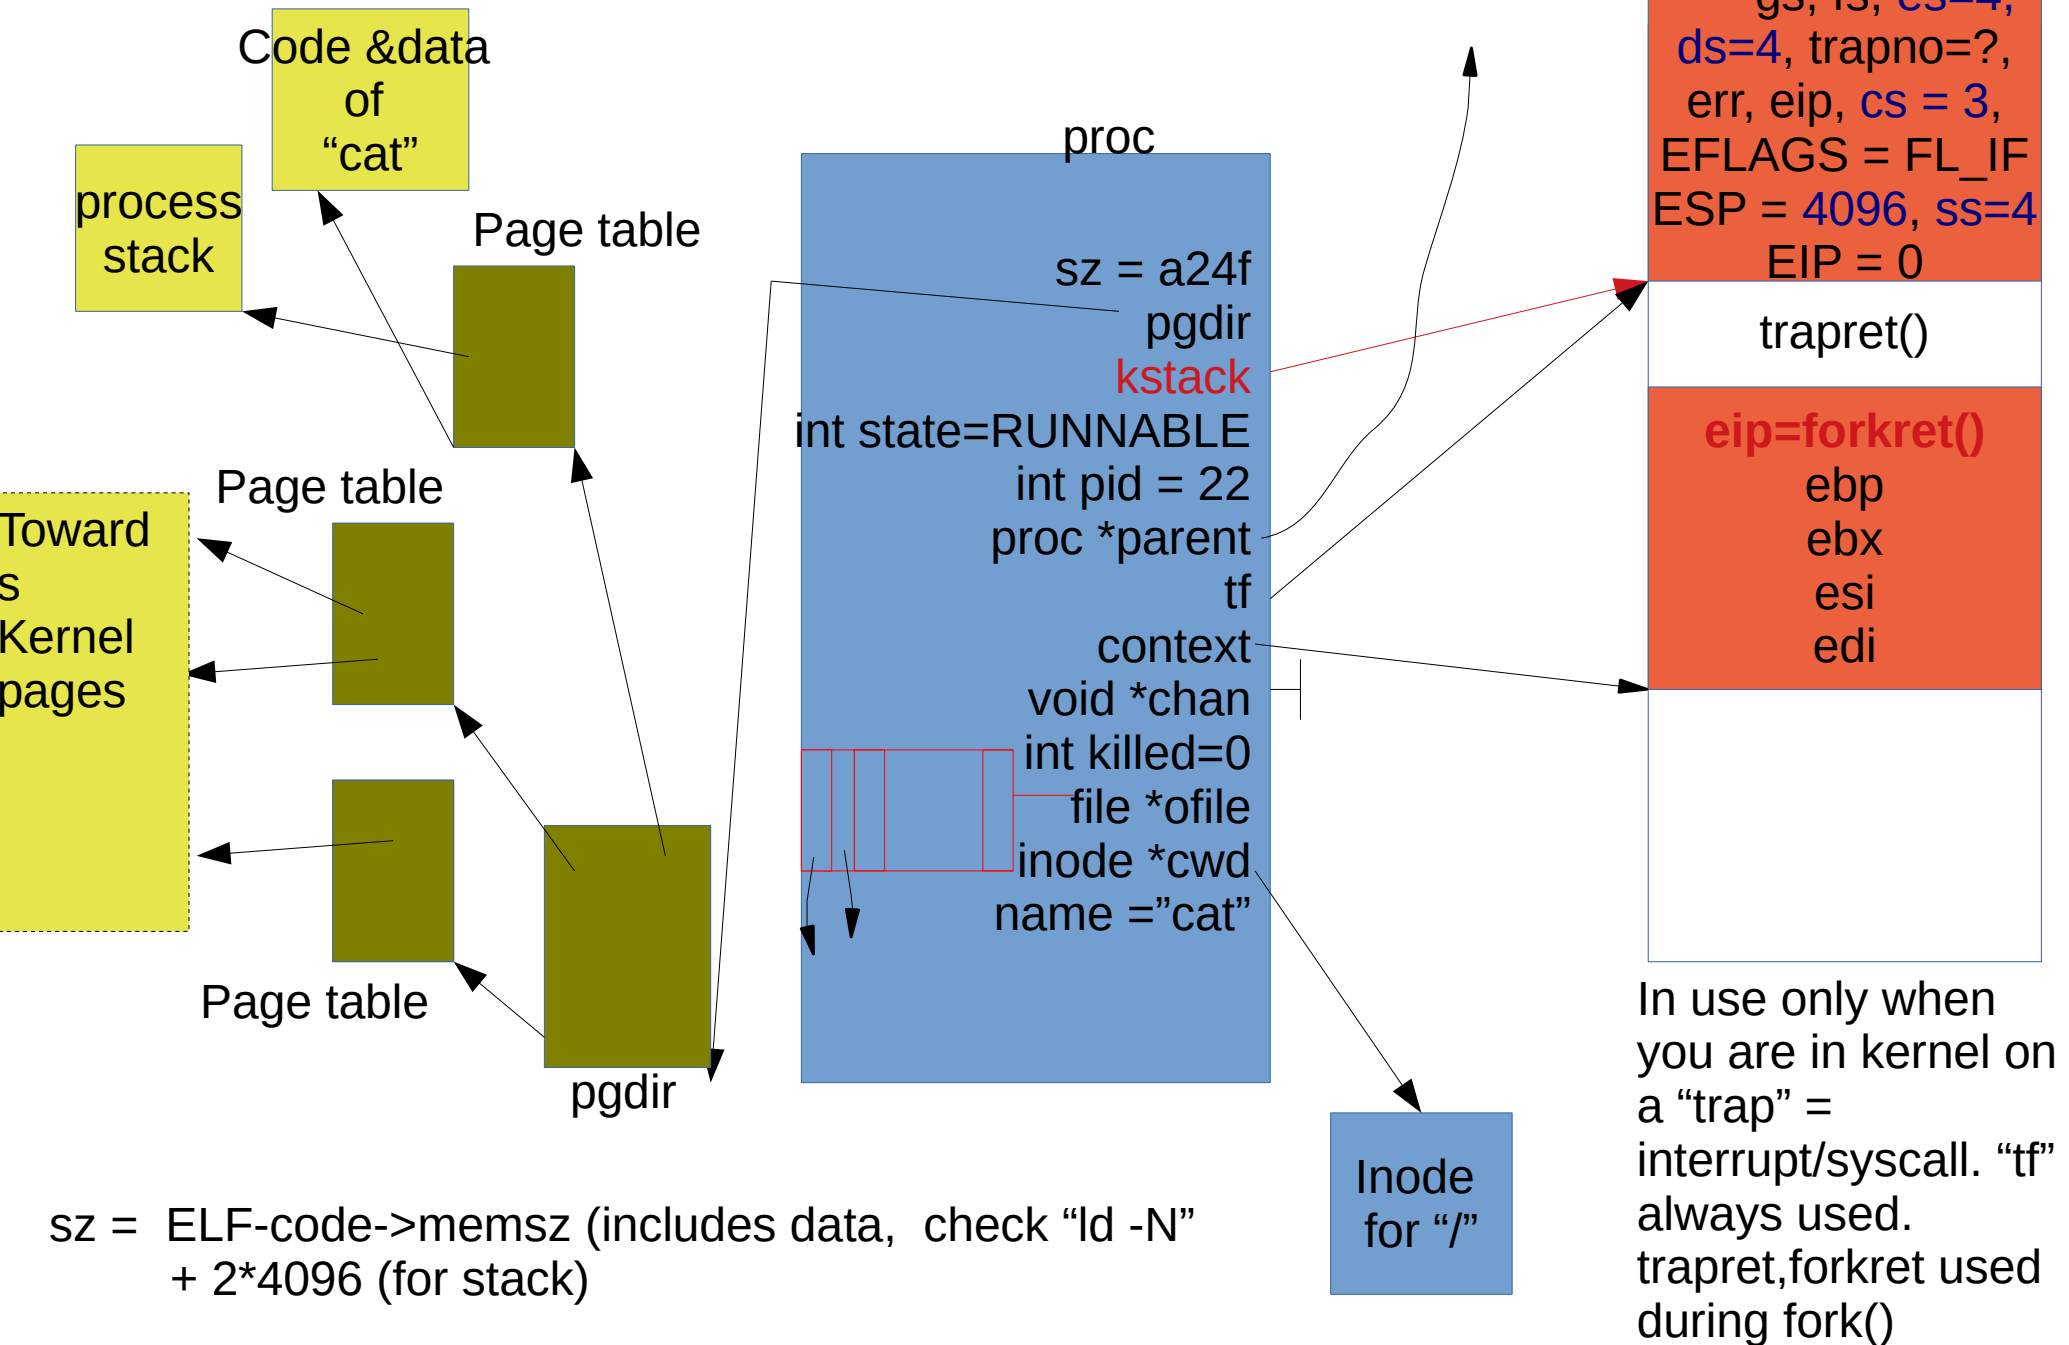 Code &data
of
“cat”
process
stack
Page table
Page table
Toward
s
Kernel
pages
Page table
pgdir
proc
sz = a24f
pgdir
kstack
int state=RUNNABLE
int pid = 22
proc *parent
tf
context
void *chan
int killed=0
file *ofile
inode *cwd
name =”cat”
gs, fs, es=4,
ds=4, trapno=?,
err, eip, cs = 3,
EFLAGS = FL_IF
ESP = 4096, ss=4
EIP = 0
trapret()
eip=forkret()
ebp
ebx
esi
edi
In use only when
you are in kernel on
a “trap” =
interrupt/syscall. “tf”
always used.
trapret,forkret used
during fork()
Inode
for “/”
sz =  ELF-code->memsz (includes data,  check “ld -N”
+ 2*4096 (for stack)